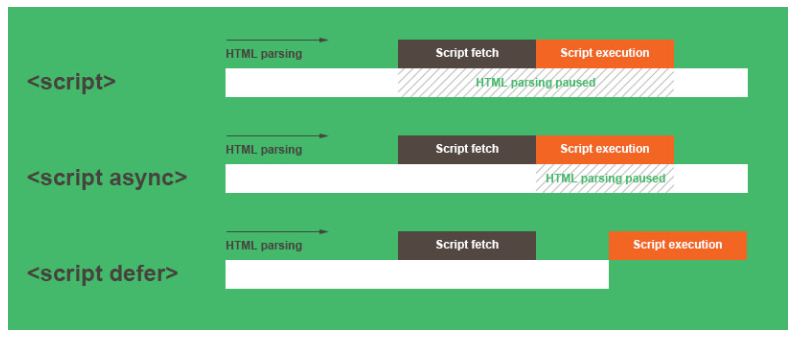 HTML parsing
Script fetch
Script execution
<script>
HTML parsing paused
HTML parsing
Script fetch
Script execution
<script async>
HTML parsing paused
HTML parsing
Script fetch
Script execution
<script defer>